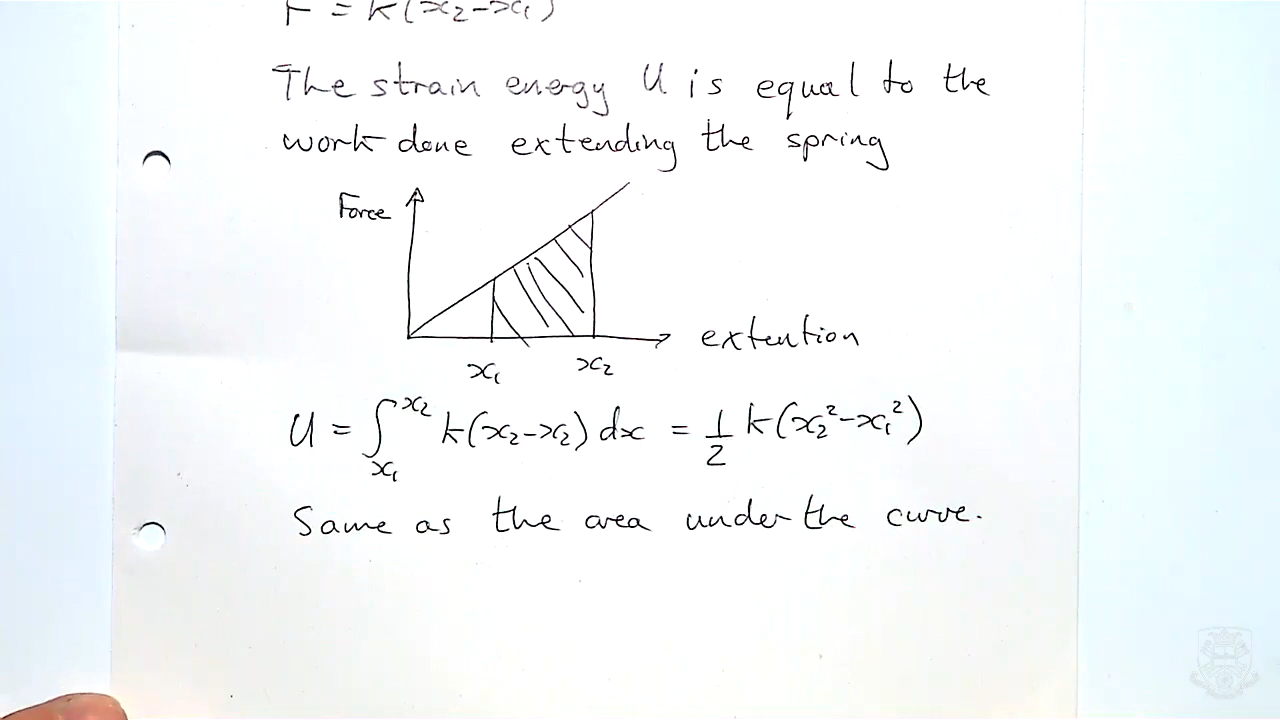 F = k(x₂-x₁)
The strain energy U is equal to the
work done extending the spring
Force
extention
x₁ x₂
U = ∫ₓ₁ˣ² k(x₂-x₂) dx = 1/2 k(x₂²-x₁²)
Same as the area under the curve.